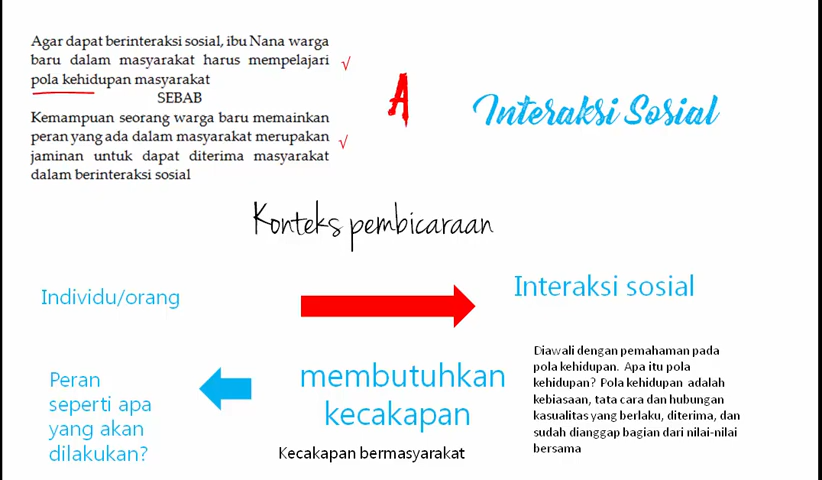 Agar dapat berinteraksi sosial, ibu Nana warga
baru dalam masyarakat harus mempelajari
pola kehidupan masyarakat
SEBAB
Kemampuan seorang warga baru memainkan
peran yang ada dalam masyarakat merupakan
jaminan untuk dapat diterima masyarakat
dalam berinteraksi sosial
√
√
A
Interaksi Sosial
Konteks pembicaraan
Individu/orang
Interaksi sosial
Peran
seperti apa
yang akan
dilakukan?
membutuhkan
kecakapan
Kecakapan bermasyarakat
Diawali dengan pemahaman pada
pola kehidupan. Apa itu pola
kehidupan? Pola kehidupan adalah
kebiasaan, tata cara dan hubungan
kasualitas yang berlaku, diterima, dan
sudah dianggap bagian dari nilai-nilai
bersama